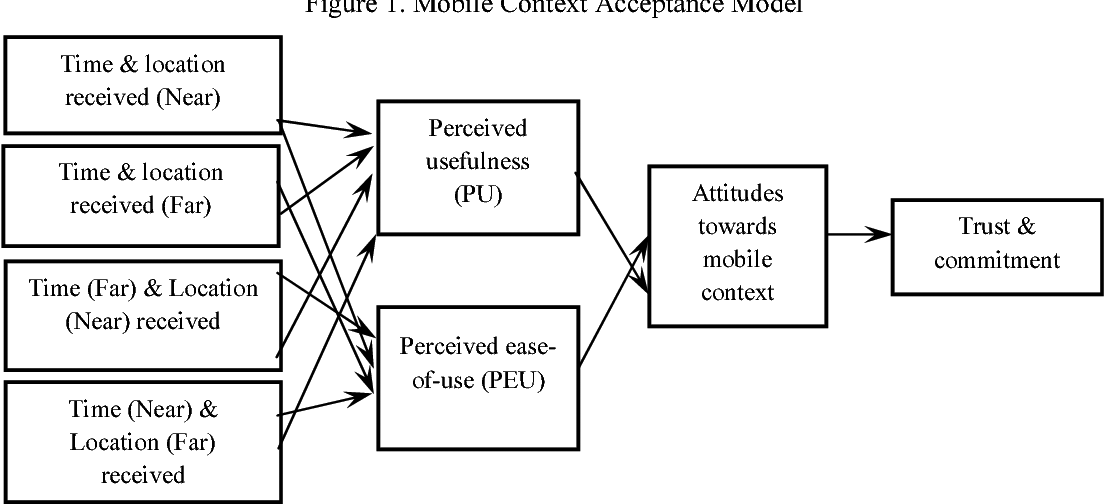 Figure 1. Mobile Context Acceptance Model
Time & location
received (Near)
Time & location
received (Far)
Time (Far) & Location
(Near) received
Time (Near) &
Location (Far)
received
Perceived
usefulness
(PU)
Perceived ease-
of-use (PEU)
Attitudes
towards
mobile
context
Trust &
commitment